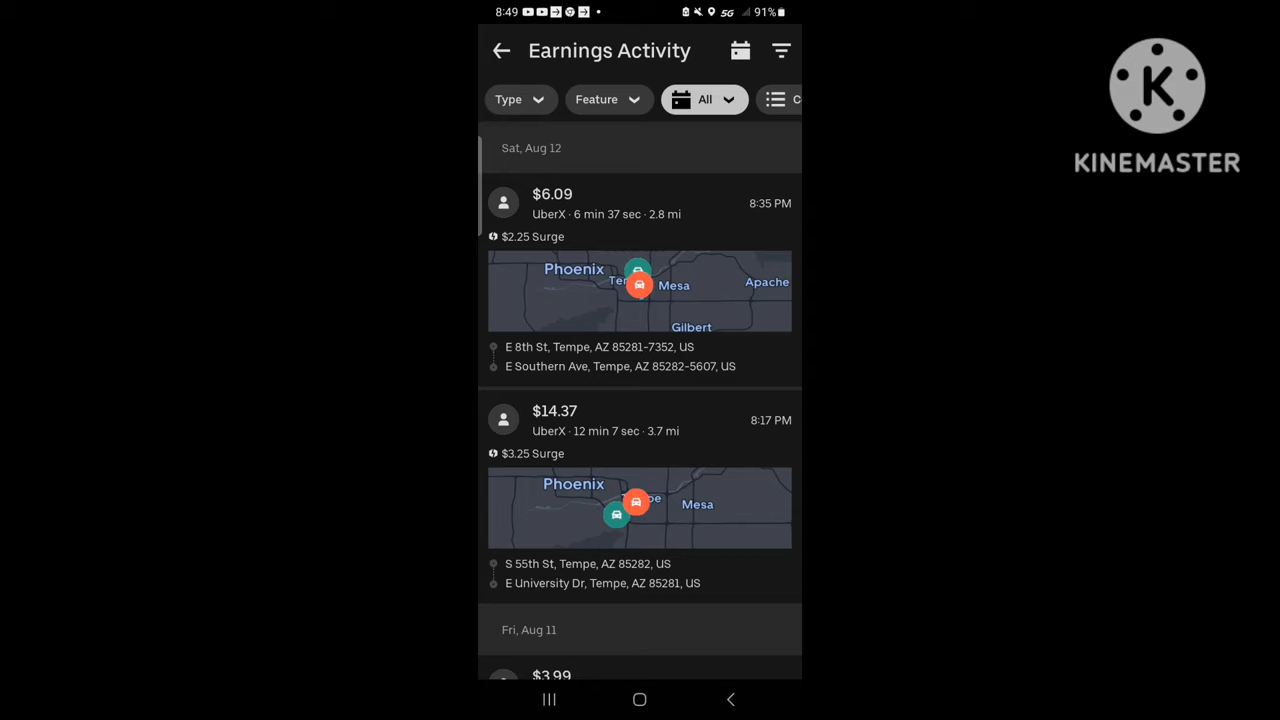 8:49
5G
91%
Earnings Activity
K
KINEMASTER
Type
Feature
All
C
Sat, Aug 12
$6.09
8:35 PM
UberX · 6 min 37 sec · 2.8 mi
$2.25 Surge
Phoenix
Mesa
Apache
Gilbert
E 8th St, Tempe, AZ 85281-7352, US
E Southern Ave, Tempe, AZ 85282-5607, US
$14.37
8:17 PM
UberX · 12 min 7 sec · 3.7 mi
$3.25 Surge
Phoenix
Mesa
S 55th St, Tempe, AZ 85282, US
E University Dr, Tempe, AZ 85281, US
Fri, Aug 11
$3.99